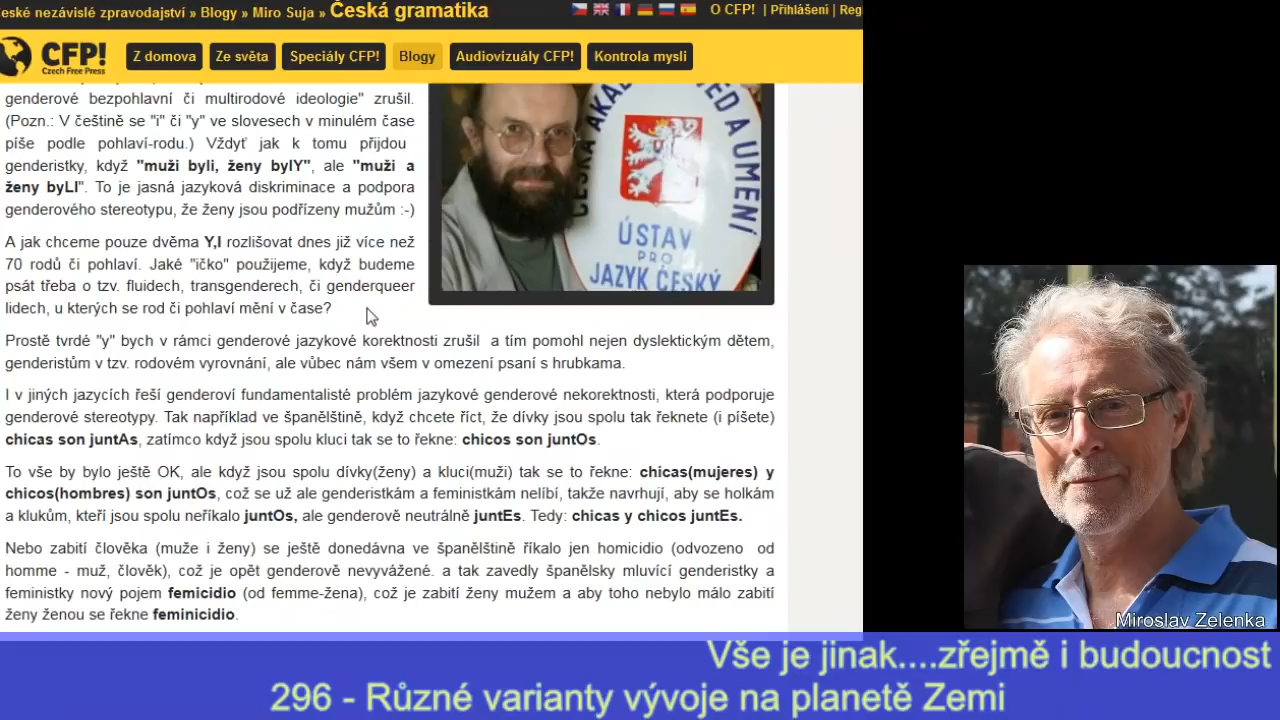 eské nezávislé zpravodajství » Blogy » Miro Suja » Česká gramatika
O CFP! | Přihlášení | Reg
CFP!
Czech Free Press
Z domova
Ze světa
Speciály CFP!
Blogy
Audiovizuály CFP!
Kontrola mysli
genderové bezpohlavní či multirodové ideologie" zrušil.
(Pozn.: V češtině se "i" či "y" ve slovesech v minulém čase
píše podle pohlaví-rodu.) Vždyť jak k tomu přijdou
genderistky, když "muži byli, ženy bylY", ale "muži a
ženy byLI". To je jasná jazyková diskriminace a podpora
genderového stereotypu, že ženy jsou podřízeny mužům :-)
ÚSTAV
PRO
JAZYK ČESKÝ
A jak chceme pouze dvěma Y,I rozlišovat dnes již více než
70 rodů či pohlaví. Jaké "ičko" použijeme, když budeme
psát třeba o tzv. fluidech, transgenderech, či genderqueer
lidech, u kterých se rod či pohlaví mění v čase?
Prostě tvrdé "y" bych v rámci genderové jazykové korektnosti zrušil a tím pomohl nejen dyslektickým dětem,
genderistům v tzv. rodovém vyrovnání, ale vůbec nám všem v omezení psaní s hrubkama.
I v jiných jazycích řeší genderoví fundamentalisté problém jazykové genderové nekorektnosti, která podporuje
genderové stereotypy. Tak například ve španělštině, když chcete říct, že dívky jsou spolu tak řeknete (i píšete)
chicas son juntAs, zatímco když jsou spolu kluci tak se to řekne: chicos son juntOs.
To vše by bylo ještě OK, ale když jsou spolu dívky(ženy) a kluci(muži) tak se to řekne: chicas(mujeres) y
chicos(hombres) son juntOs, což se už ale genderistkám a feministkám nelíbí, takže navrhují, aby se holkám
a klukům, kteří jsou spolu neříkalo juntOs, ale genderově neutrálně juntEs. Tedy: chicas y chicos juntEs.
Nebo zabití člověka (muže i ženy) se ještě donedávna ve španělštině říkalo jen homicidio (odvozeno od
homme - muž, člověk), což je opět genderově nevyvážené. a tak zavedly španělsky mluvící genderistky a
feministky nový pojem femicidio (od femme-žena), což je zabití ženy mužem a aby toho nebylo málo zabití
ženy ženou se řekne feminicidio.
Miroslav Zelenka
Vše je jinak....zřejmě i budoucnost
296 - Různé varianty vývoje na planetě Zemi